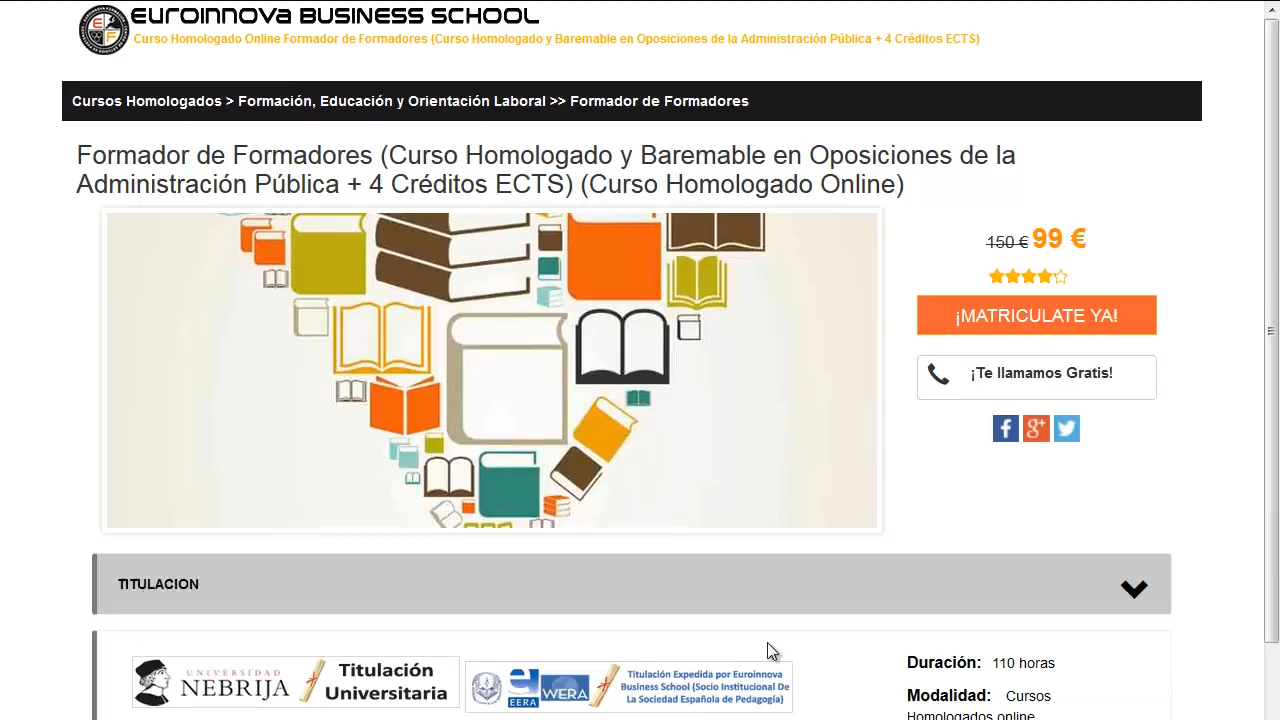 EUROINNOVA BUSINESS SCHOOL
Curso Homologado Online Formador de Formadores (Curso Homologado y Baremable en Oposiciones de la Administración Pública + 4 Créditos ECTS)
Cursos Homologados > Formación, Educación y Orientación Laboral >> Formador de Formadores
Formador de Formadores (Curso Homologado y Baremable en Oposiciones de la
Administración Pública + 4 Créditos ECTS) (Curso Homologado Online)
150 € 99 €
¡MATRICULATE YA!
¡Te llamamos Gratis!
TITULACION
UNIVERSIDAD
NEBRIJA
Titulación
Universitaria
EERA
WERA
Titulación Expedida por Euroinnova
Business School (Socio Institucional De
La Sociedad Española de Pedagogía)
Duración: 110 horas
Modalidad: Cursos
Homologados online